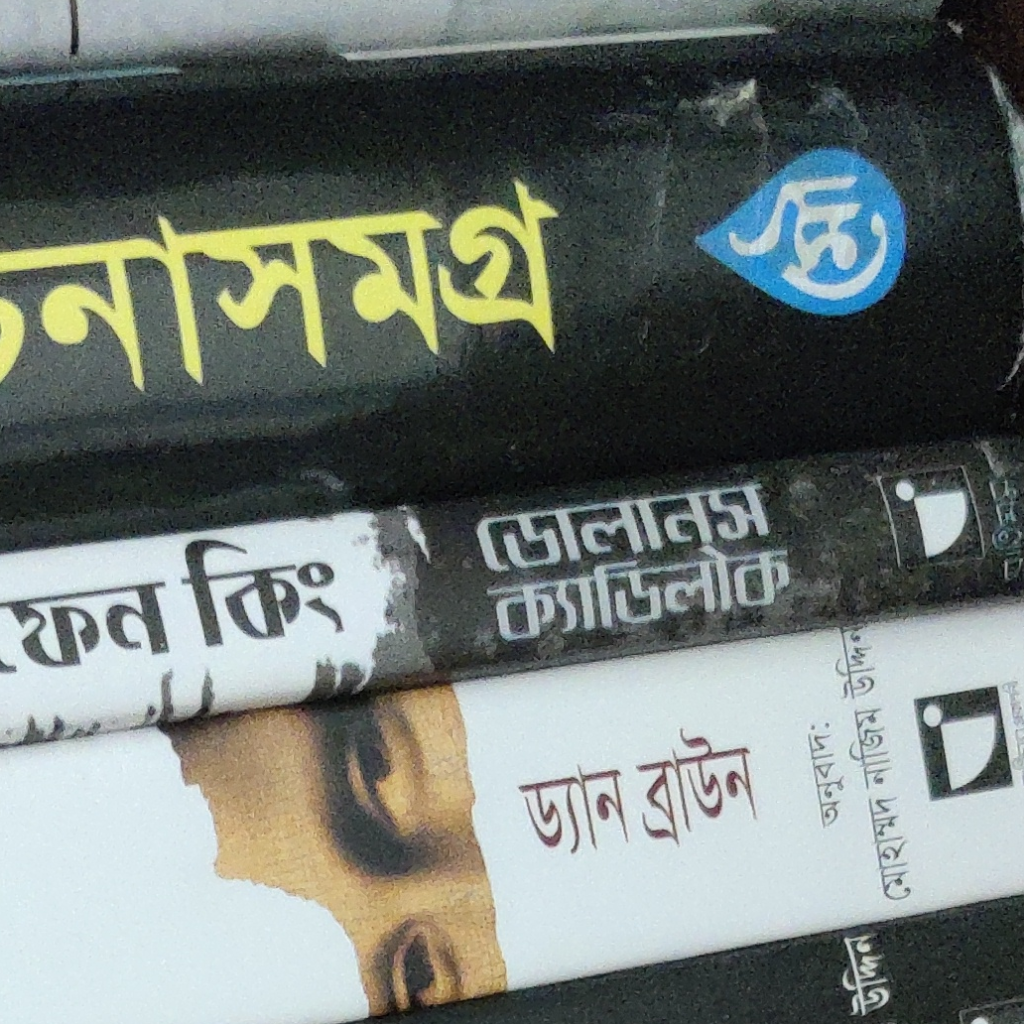 নাসমগ্র
ফেন কিং
ডোলানস
ক্যাডিলাক
ড্যান ব্রাউন
অনুবাদ:
মোহাম্মদ নাজিম উদ্দিন